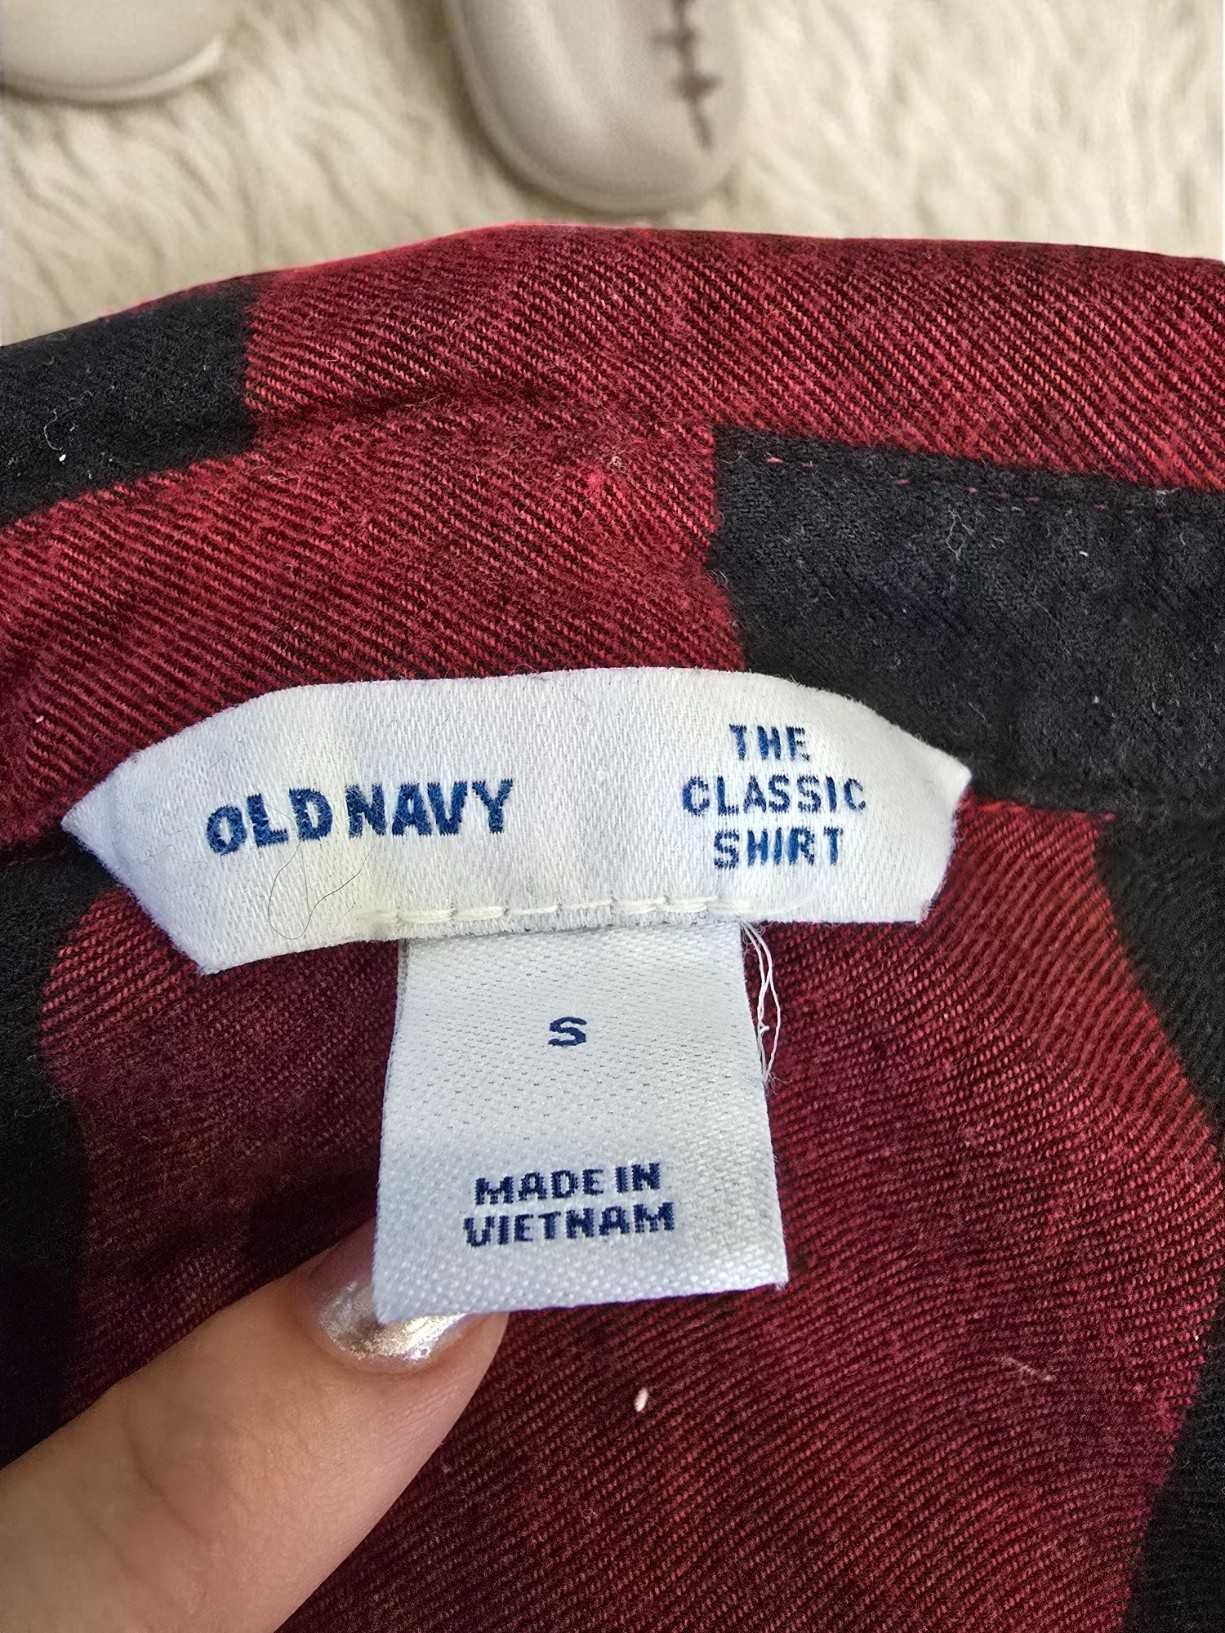 OLD NAVY
THE
CLASSIC
SHIRT
S
MADE IN
VIETNAM